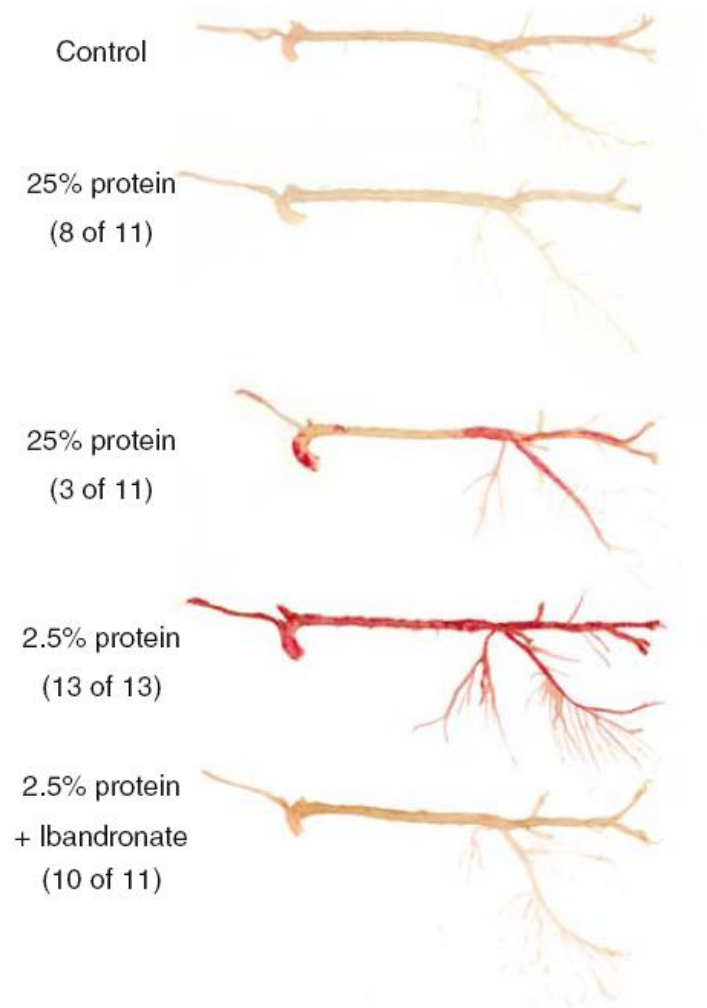 Control
25% protein
(8 of 11)
25% protein
(3 of 11)
2.5% protein
(13 of 13)
2.5% protein
+ Ibandronate
(10 of 11)